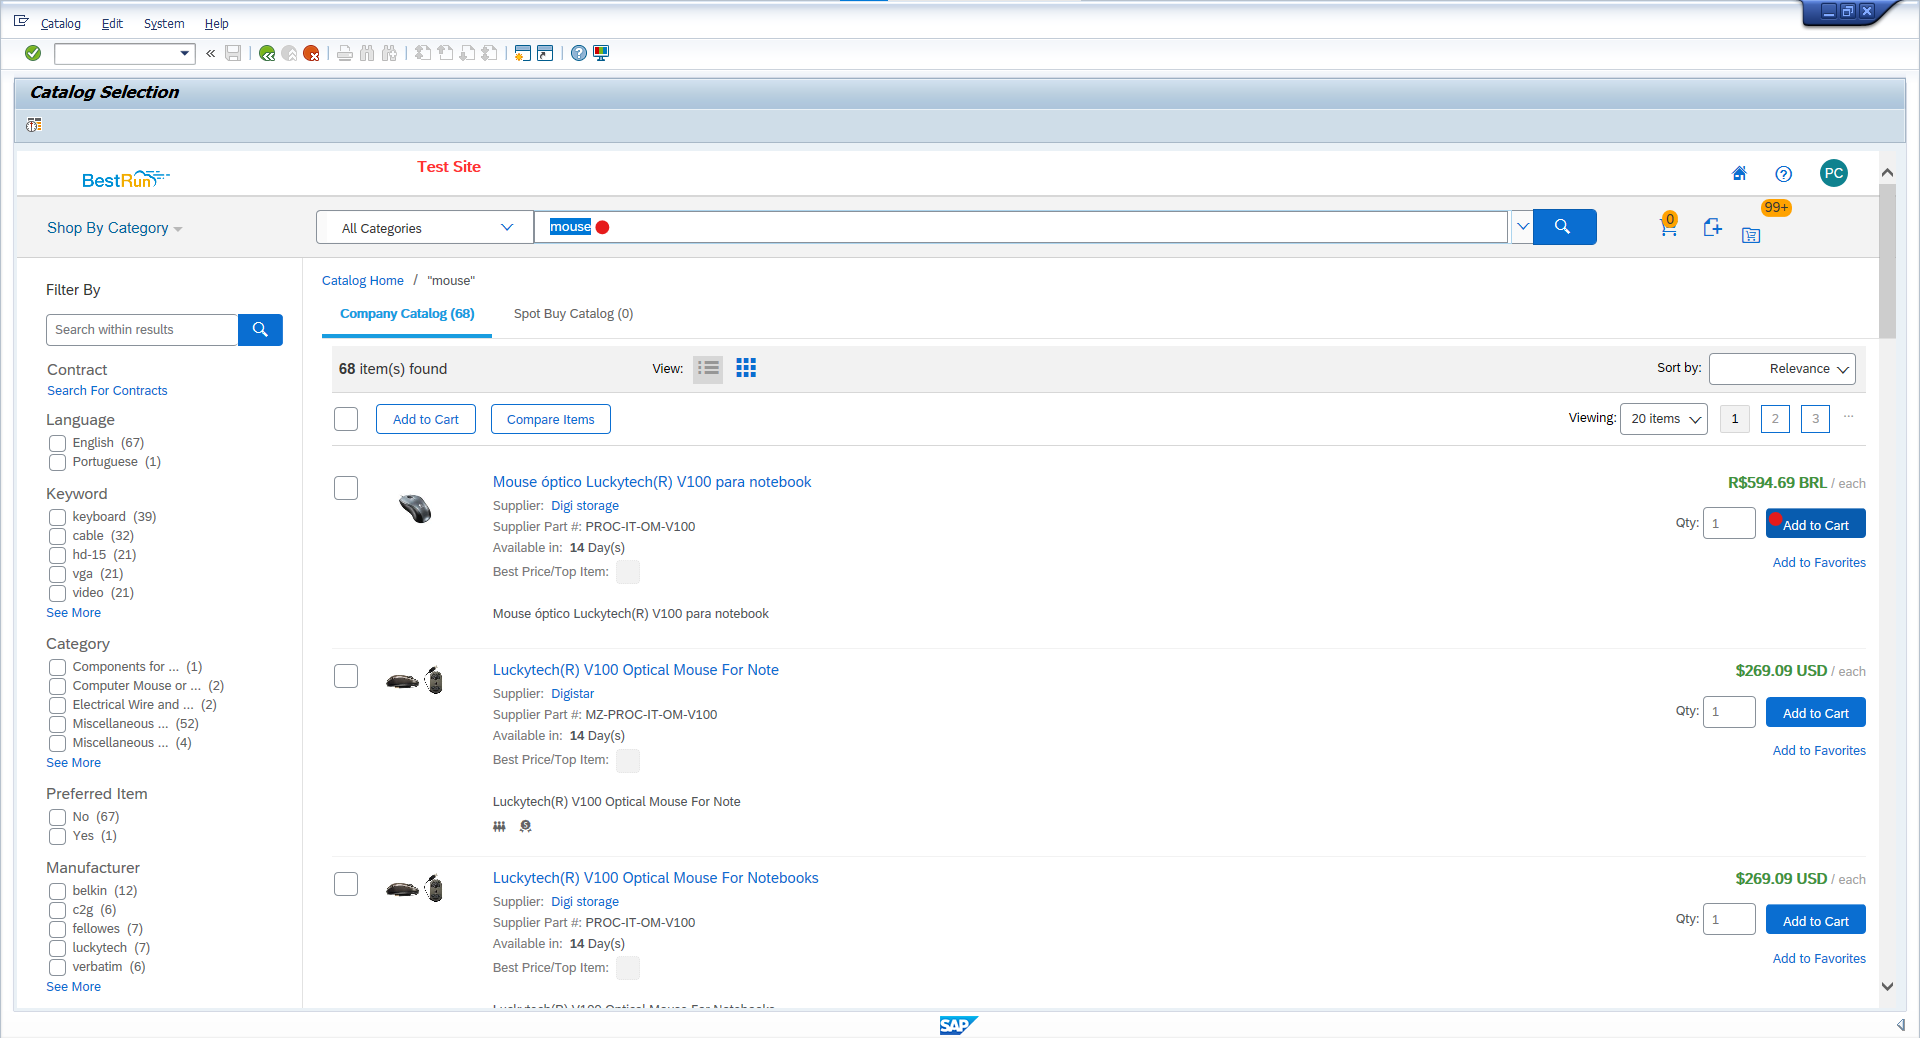 Catalog Edit System Help
Catalog Selection
Test Site
BestRun
PC
Shop By Category
All Categories
mouse
0
99+
Filter By
Search within results
Contract
Search For Contracts
Language
English (67)
Portuguese (1)
Keyword
keyboard (39)
cable (32)
hd-15 (21)
vga (21)
video (21)
See More
Category
Components for ... (1)
Computer Mouse or ... (2)
Electrical Wire and ... (2)
Miscellaneous ... (52)
Miscellaneous ... (4)
See More
Preferred Item
No (67)
Yes (1)
Manufacturer
belkin (12)
c2g (6)
fellowes (7)
luckytech (7)
verbatim (6)
See More
Catalog Home / "mouse"
Company Catalog (68) Spot Buy Catalog (0)
68 item(s) found View: Sort by: Relevance
Add to Cart Compare Items Viewing: 20 items 1 2 3 ...
Mouse óptico Luckytech(R) V100 para notebook
R$594.69 BRL / each
Supplier: Digi storage
Supplier Part #: PROC-IT-OM-V100
Qty: 1 Add to Cart
Available in: 14 Day(s)
Add to Favorites
Best Price/Top Item:
Mouse óptico Luckytech(R) V100 para notebook
Luckytech(R) V100 Optical Mouse For Note
$269.09 USD / each
Supplier: Digistar
Supplier Part #: MZ-PROC-IT-OM-V100
Qty: 1 Add to Cart
Available in: 14 Day(s)
Add to Favorites
Best Price/Top Item:
Luckytech(R) V100 Optical Mouse For Note
Luckytech(R) V100 Optical Mouse For Notebooks
$269.09 USD / each
Supplier: Digi storage
Supplier Part #: PROC-IT-OM-V100
Qty: 1 Add to Cart
Available in: 14 Day(s)
Add to Favorites
Best Price/Top Item:
Luckytech(R) V100 Optical Mouse For Notebooks
SAP